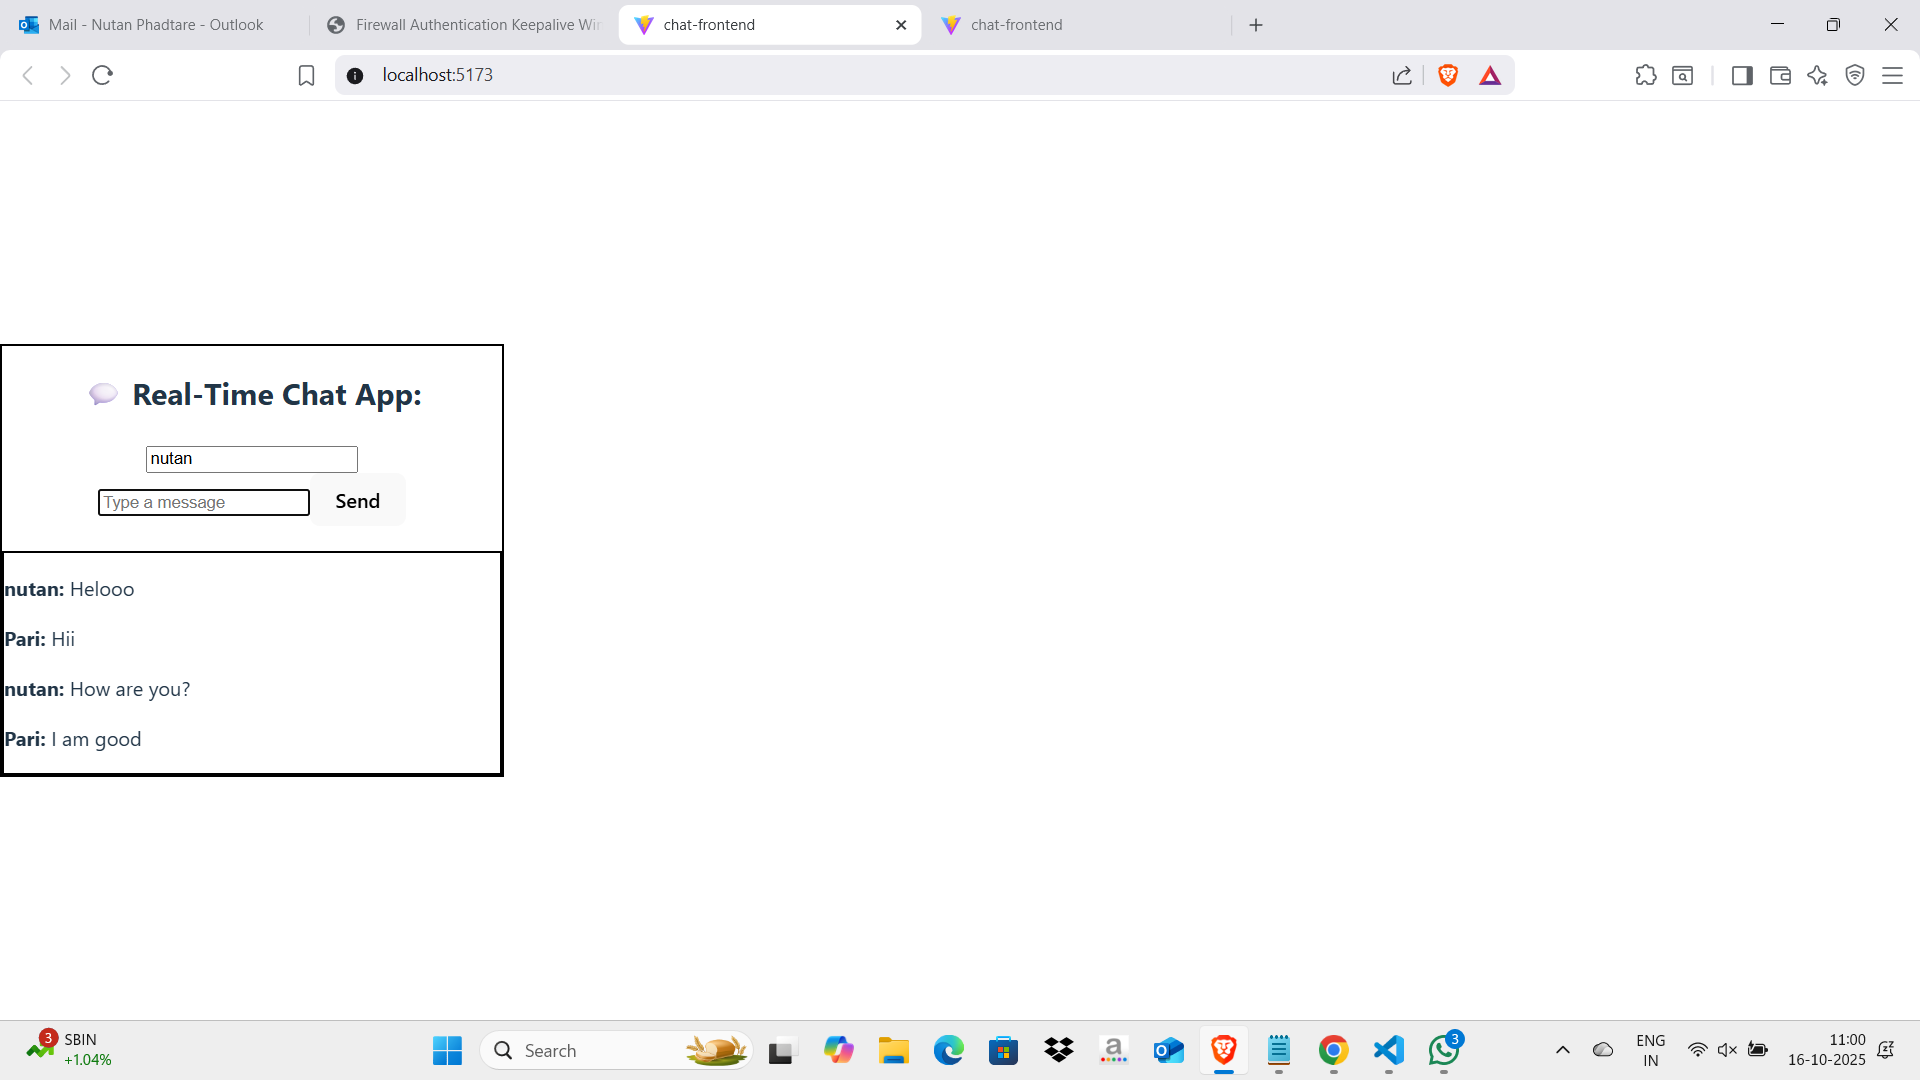 Mail - Nutan Phadtare - Outlook
Firewall Authentication Keepalive Wi
chat-frontend
chat-frontend
localhost:5173
Real-Time Chat App:
nutan
Type a message
Send
nutan: Helooo
Pari: Hii
nutan: How are you?
Pari: I am good
3
SBIN
+1.04%
Search
a
3
ENG
IN
11:00
16-10-2025